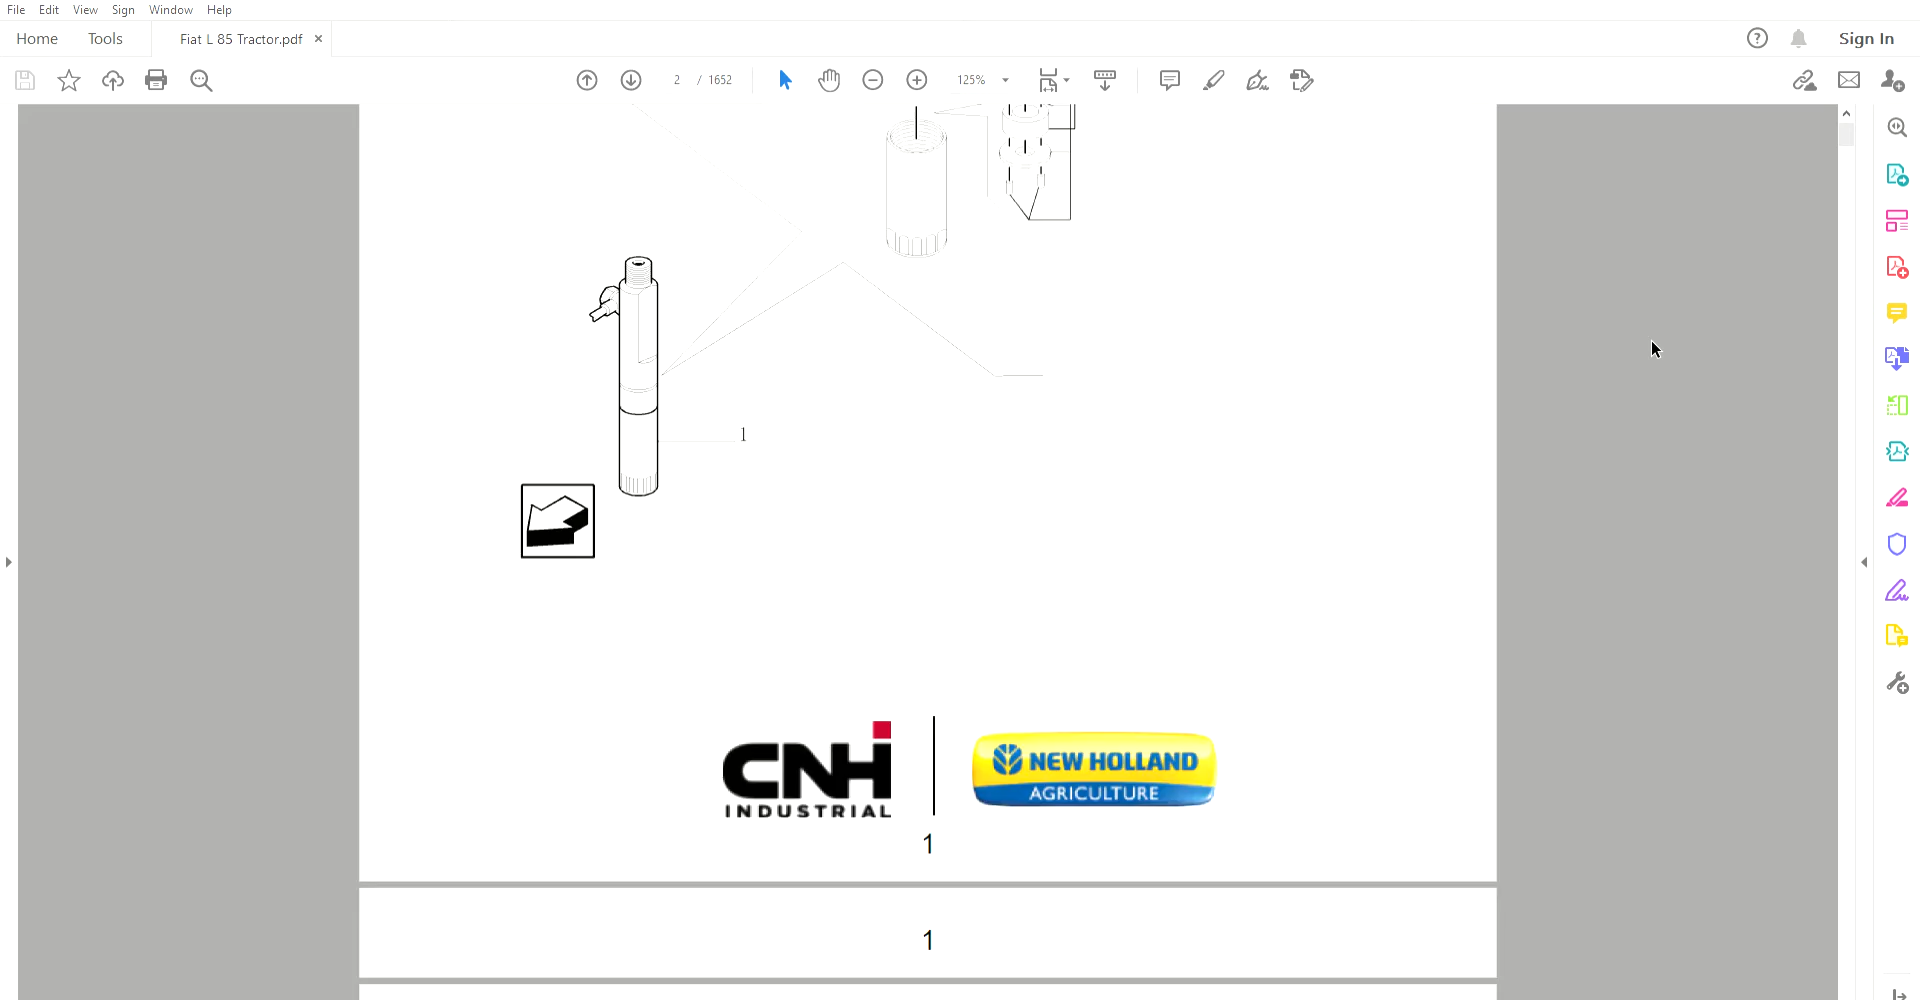 File Edit View Sign Window Help
Home Tools Fiat L 85 Tractor.pdf × Sign In
2 / 1652 125%
1
CNH
INDUSTRIAL
NEW HOLLAND
AGRICULTURE
1
1